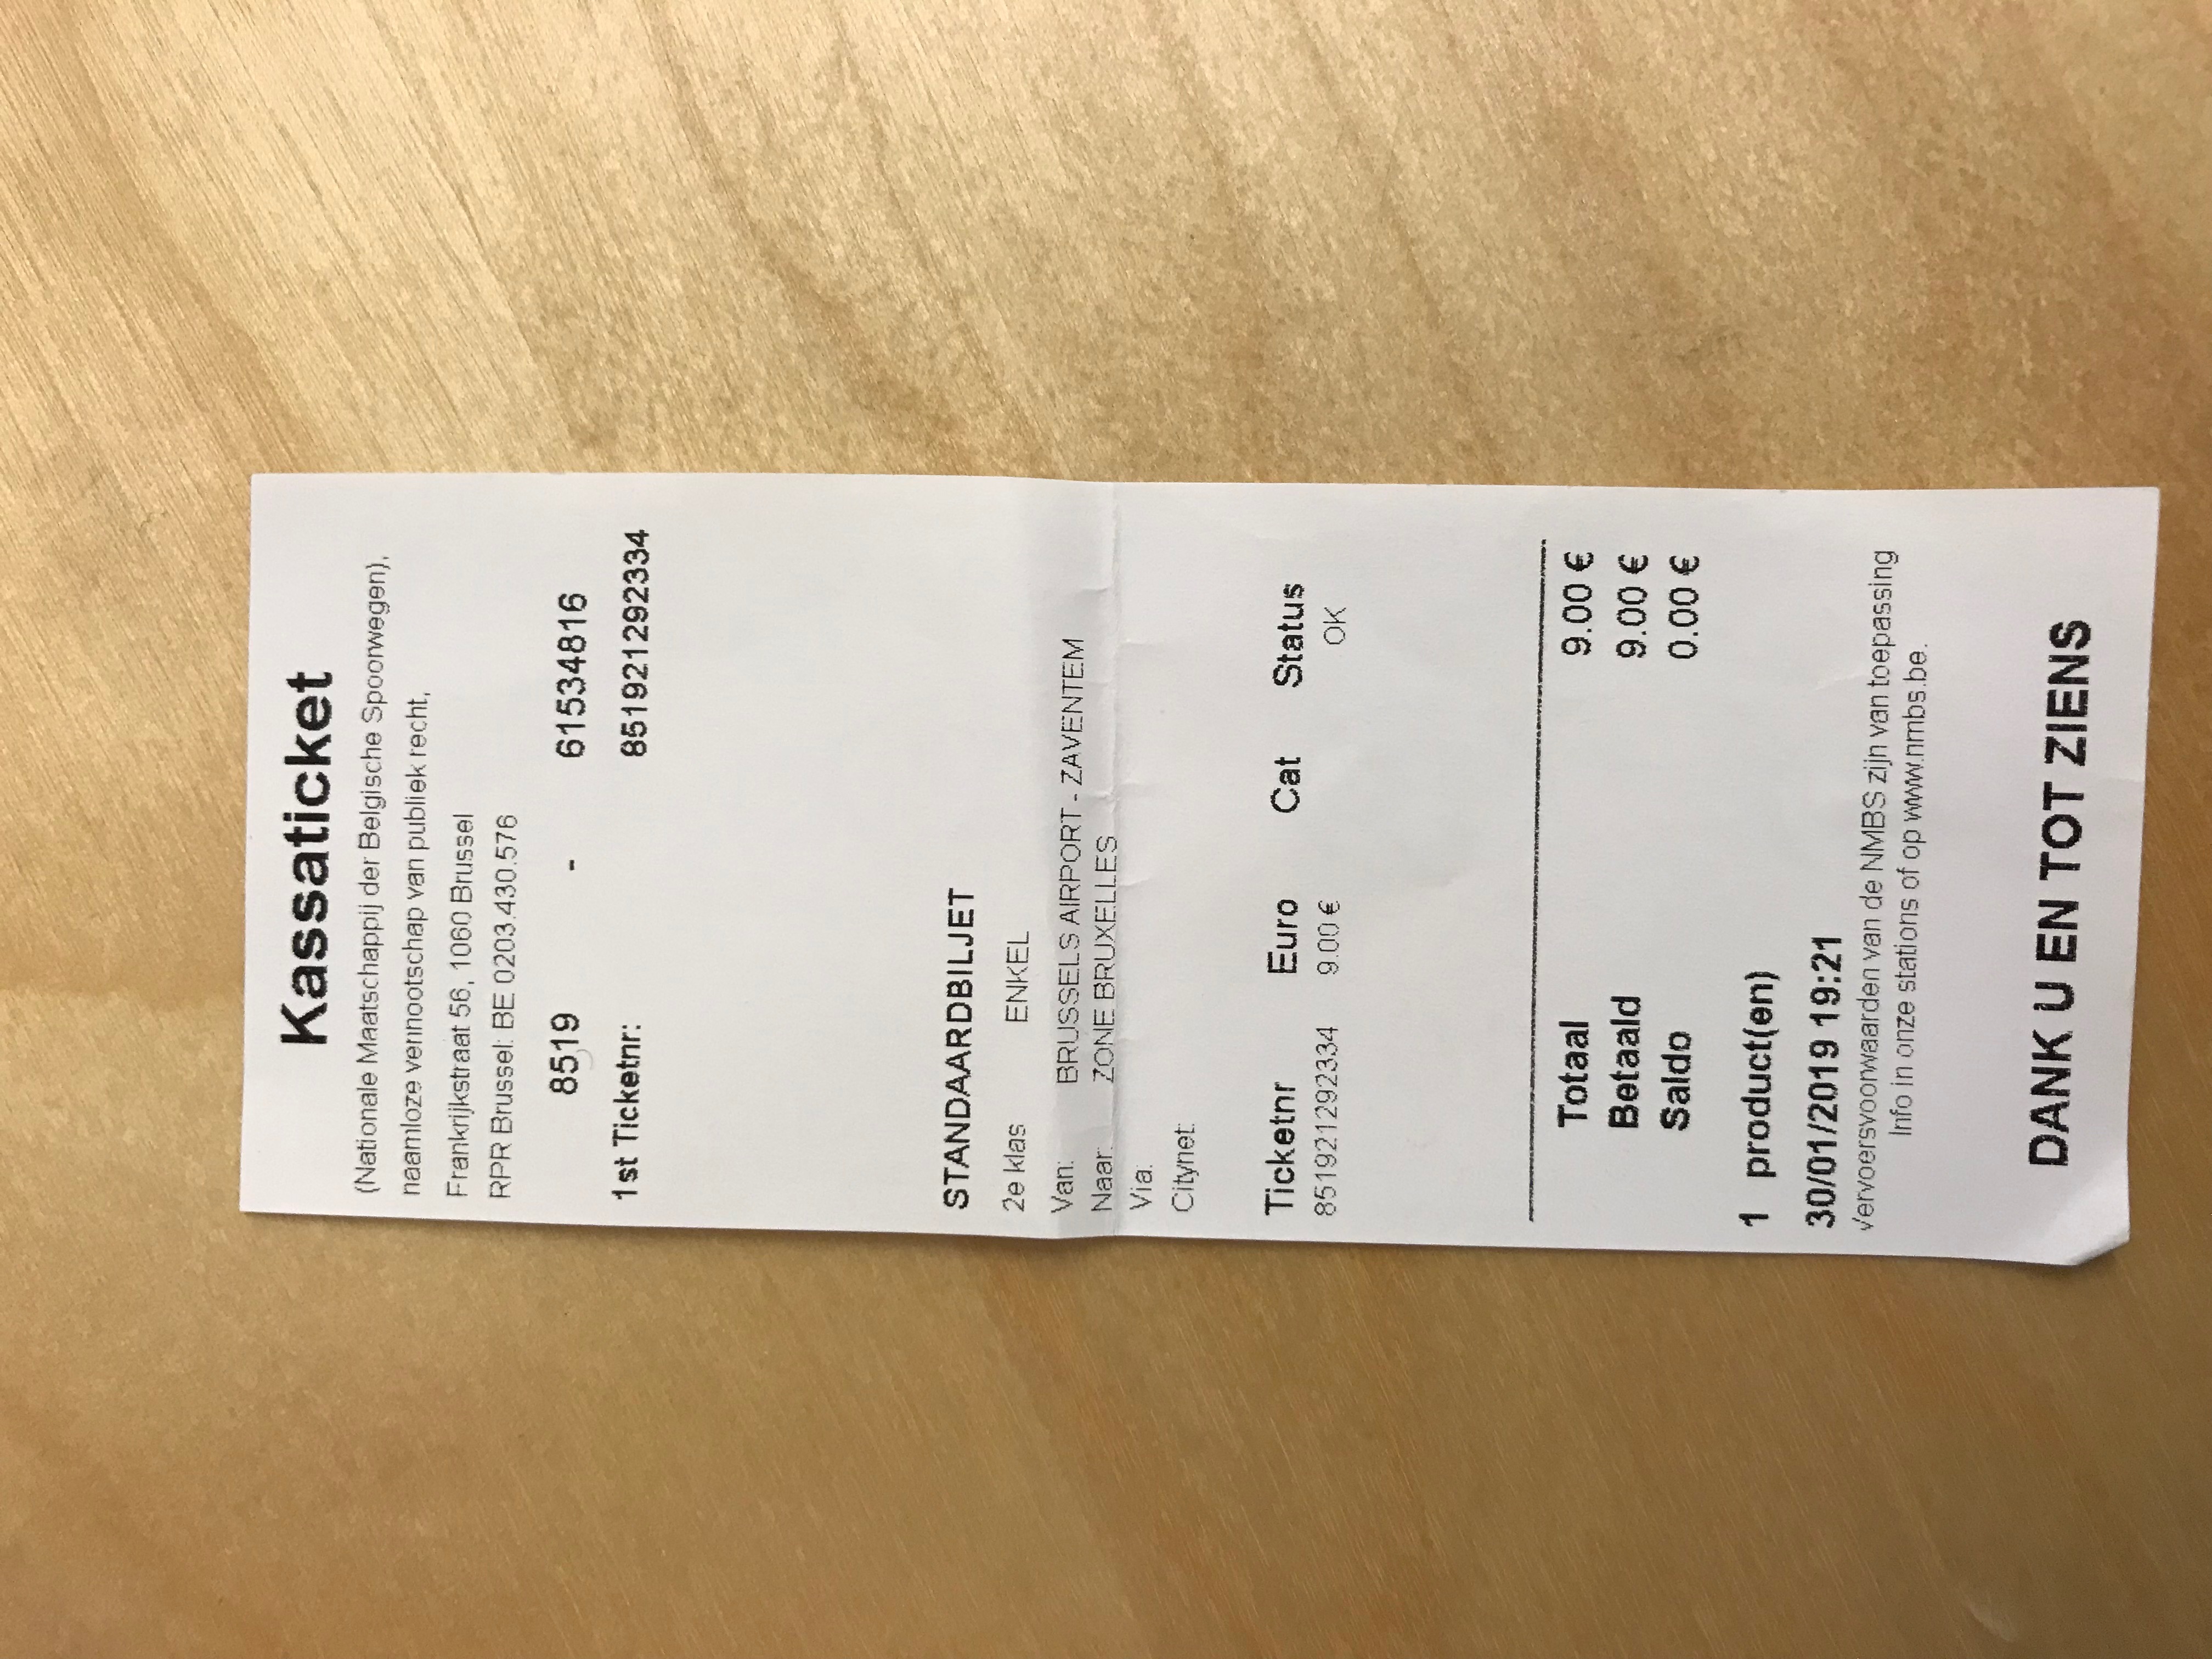 Kassaticket
(Nationale Maatschappij der Belgische Spoorwegen),
naamloze vennootschap van publiek recht,
Frankrijkstraat 56, 1060 Brussel
RPR Brussel: BE 0203.430.576
8519 - 61534816
1st Ticketnr: 851921292334
STANDAARDBILJET
2e klas ENKEL
Van: BRUSSELS AIRPORT - ZAVENTEM
Naar: ZONE BRUXELLES
Via:
Citynet:
Ticketnr Euro Cat Status
851921292334 9.00 € OK
Totaal 9.00 €
Betaald 9.00 €
Saldo 0.00 €
1 product(en)
30/01/2019 19:21
Vervoersvoorwaarden van de NMBS zijn van toepassing
Info in onze stations of op www.nmbs.be.
DANK U EN TOT ZIENS